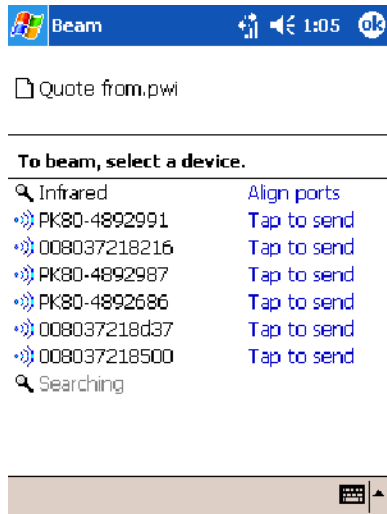 Beam 1:05 ok
Quote from.pwi
To beam, select a device.
Infrared Align ports
PK80-4892991 Tap to send
008037218216 Tap to send
PK80-4892987 Tap to send
PK80-4892686 Tap to send
008037218d37 Tap to send
008037218500 Tap to send
Searching